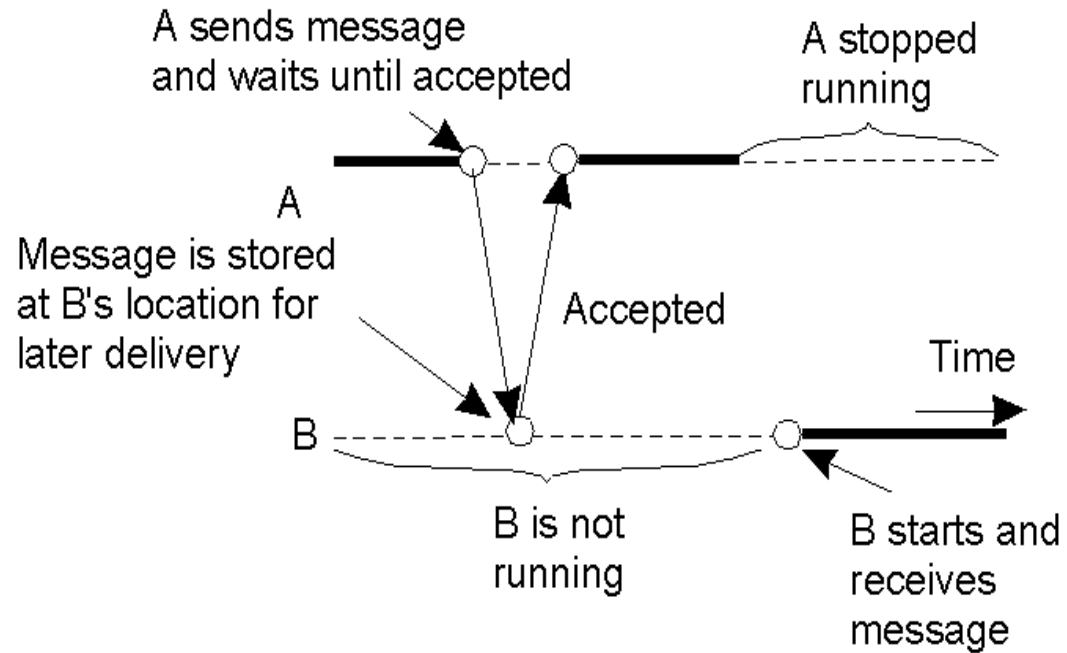 A sends message
and waits until accepted
A stopped
running
A
Message is stored
at B's location for
later delivery
Accepted
Time
B
B is not
running
B starts and
receives
message